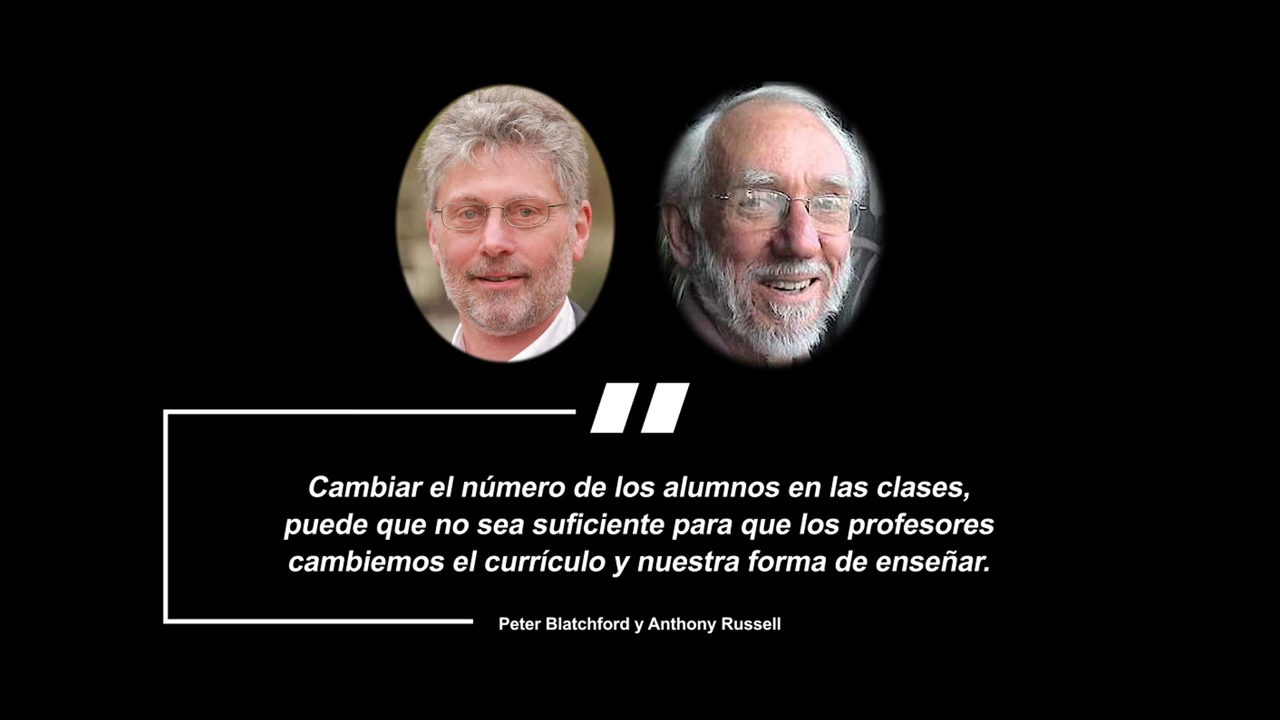 Cambiar el número de los alumnos en las clases,
puede que no sea suficiente para que los profesores
cambiemos el currículo y nuestra forma de enseñar.
Peter Blatchford y Anthony Russell